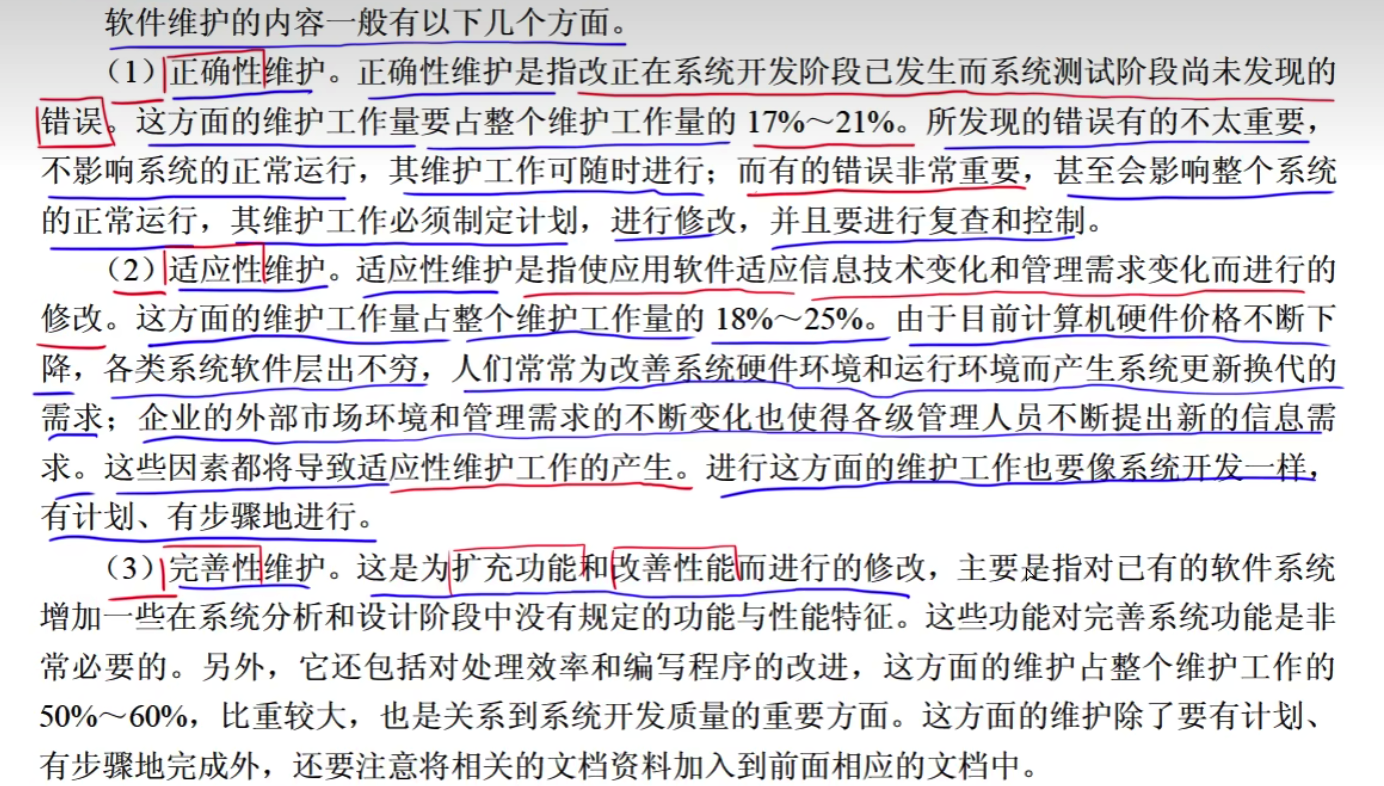 软件维护的内容一般有以下几个方面。
（1）正确性维护。正确性维护是指改正在系统开发阶段已发生而系统测试阶段尚未发现的
错误。这方面的维护工作量要占整个维护工作量的 17%～21%。所发现的错误有的不太重要，
不影响系统的正常运行，其维护工作可随时进行；而有的错误非常重要，甚至会影响整个系统
的正常运行，其维护工作必须制定计划，进行修改，并且要进行复查和控制。
（2）适应性维护。适应性维护是指使应用软件适应信息技术变化和管理需求变化而进行的
修改。这方面的维护工作量占整个维护工作量的 18%～25%。由于目前计算机硬件价格不断下
降，各类系统软件层出不穷，人们常常为改善系统硬件环境和运行环境而产生系统更新换代的
需求；企业的外部市场环境和管理需求的不断变化也使得各级管理人员不断提出新的信息需
求。这些因素都将导致适应性维护工作的产生。进行这方面的维护工作也要像系统开发一样，
有计划、有步骤地进行。
（3）完善性维护。这是为扩充功能和改善性能而进行的修改，主要是指对已有的软件系统
增加一些在系统分析和设计阶段中没有规定的功能与性能特征。这些功能对完善系统功能是非
常必要的。另外，它还包括对处理效率和编写程序的改进，这方面的维护占整个维护工作的
50%～60%，比重较大，也是关系到系统开发质量的重要方面。这方面的维护除了要有计划、
有步骤地完成外，还要注意将相关的文档资料加入到前面相应的文档中。